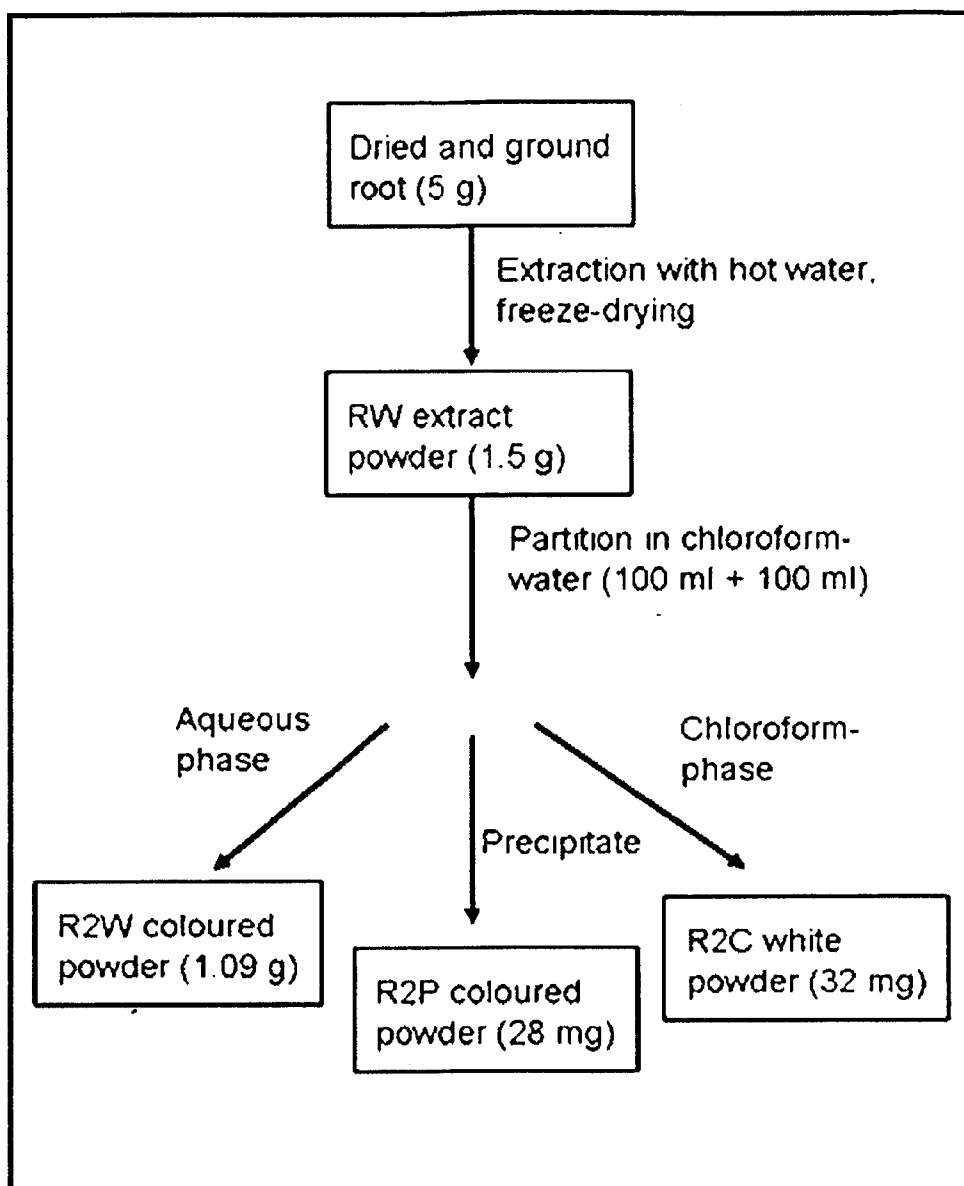 Dried and ground
root (5 g)
Extraction with hot water,
freeze-drying
RW extract
powder (1.5 g)
Partition in chloroform-
water (100 ml + 100 ml)
Aqueous
phase
Chloroform-
phase
Precipitate
R2W coloured
powder (1.09 g)
R2P coloured
powder (28 mg)
R2C white
powder (32 mg)